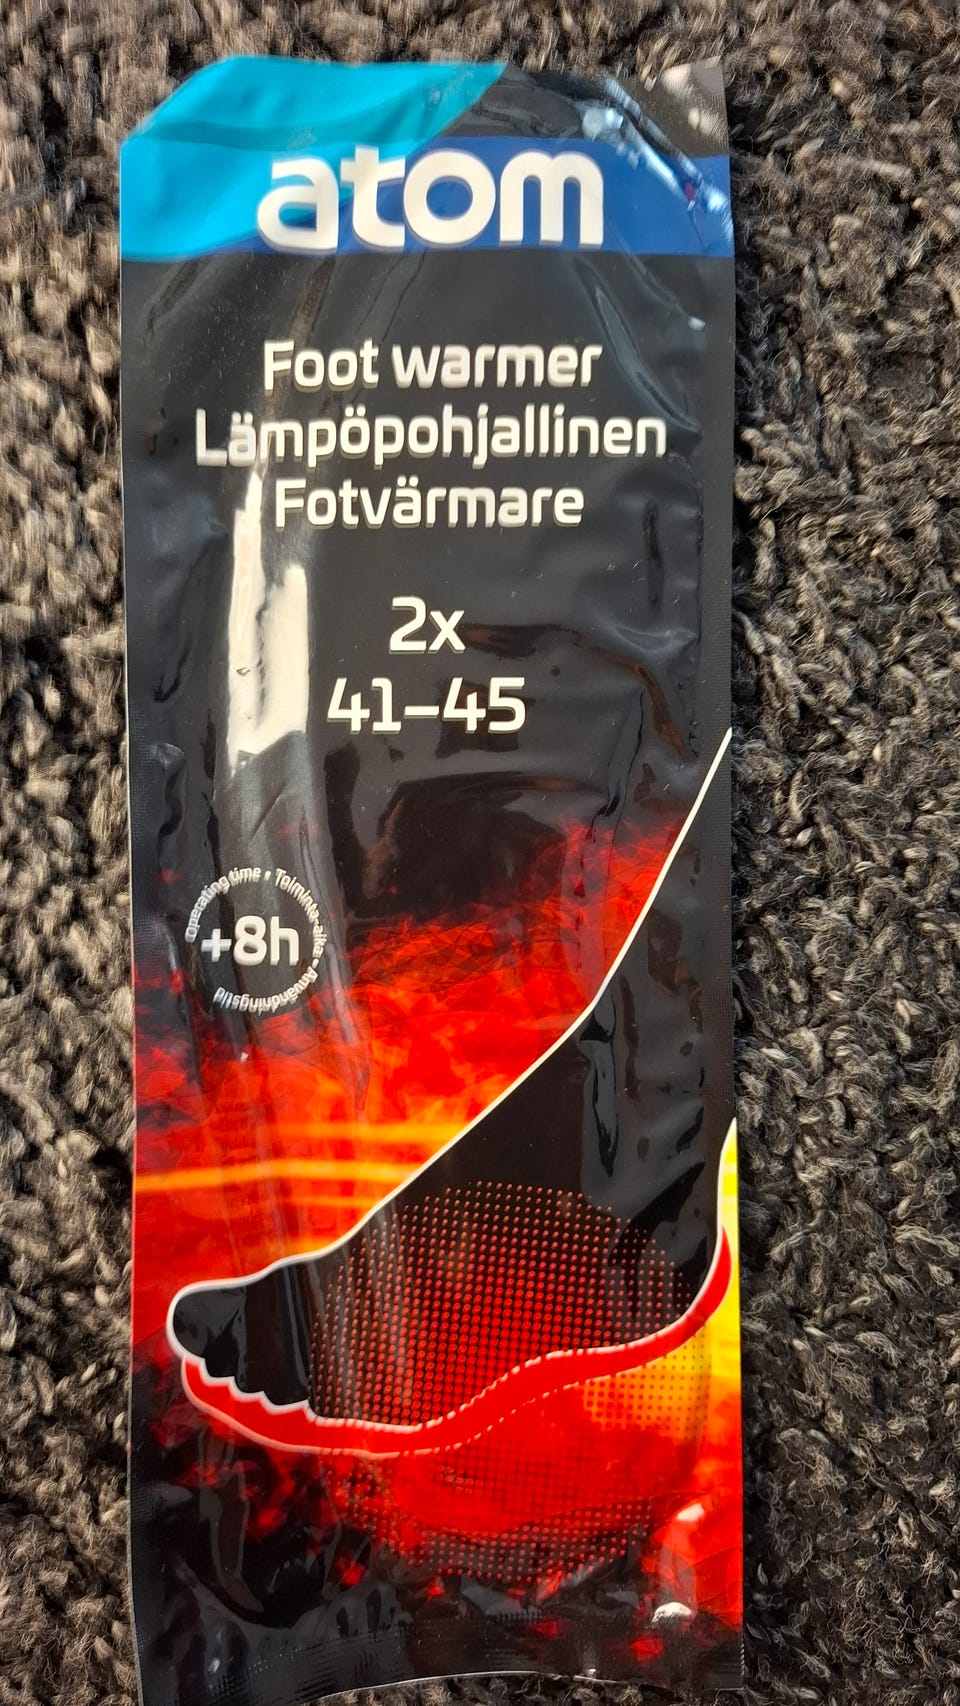 atom
Foot warmer
Lämpöpohjallinen
Fotvärmare
2x
41–45
operating time • Toiminta-aika • Användningstid
+8h